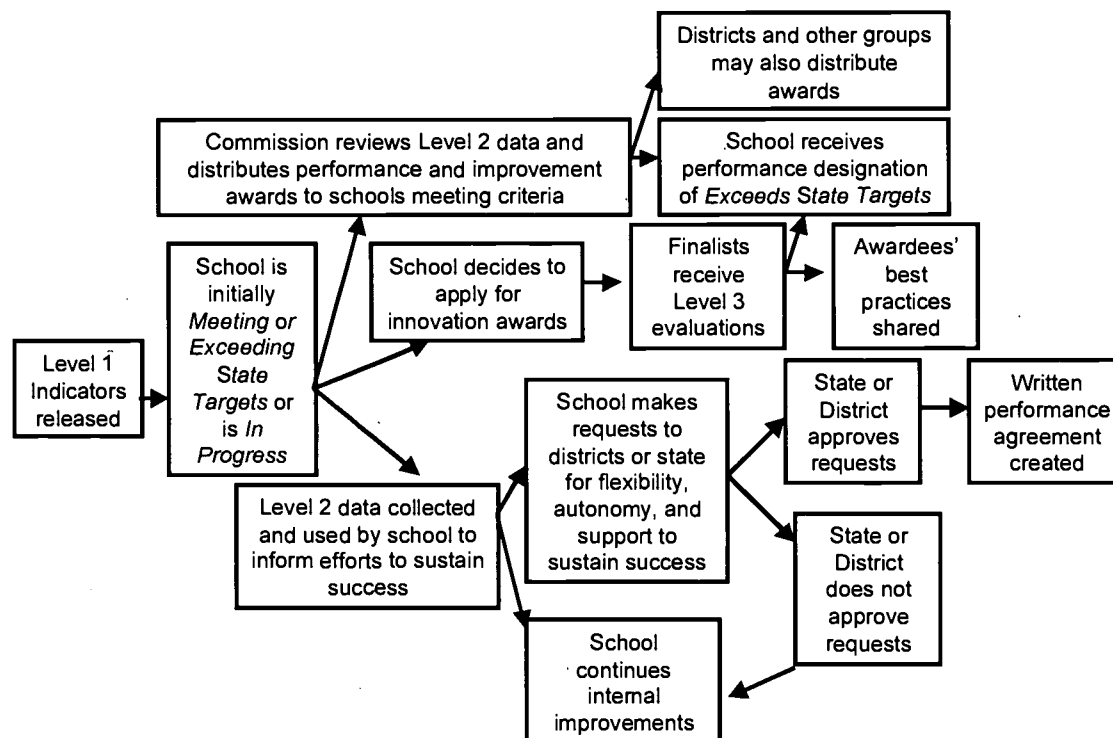 Districts and other groups
may also distribute
awards
Commission reviews Level 2 data and
distributes performance and improvement
awards to schools meeting criteria
School receives
performance designation
of Exceeds State Targets
School is
initially
Meeting or
Exceeding
State
Targets or
is In
Progress
School decides to
apply for
innovation awards
Finalists
receive
Level 3
evaluations
Awardees'
best
practices
shared
Level 1
Indicators
released
School makes
requests to
districts or state
for flexibility,
autonomy, and
support to
sustain success
State or
District
approves
requests
Written
performance
agreement
created
Level 2 data collected
and used by school to
inform efforts to sustain
success
State or
District
does not
approve
requests
School
continues
internal
improvements